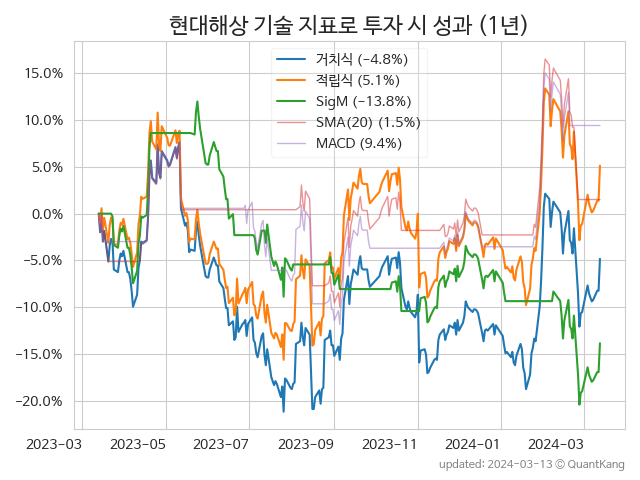 현대해상 기술 지표로 투자 시 성과 (1년)
거치식 (−4.8%)
적립식 (5.1%)
SigM (−13.8%)
SMA(20) (1.5%)
MACD (9.4%)
15.0%
10.0%
5.0%
0.0%
−5.0%
−10.0%
−15.0%
−20.0%
2023-03 2023-05 2023-07 2023-09 2023-11 2024-01 2024-03
updated: 2024-03-13 ⓒ QuantKang